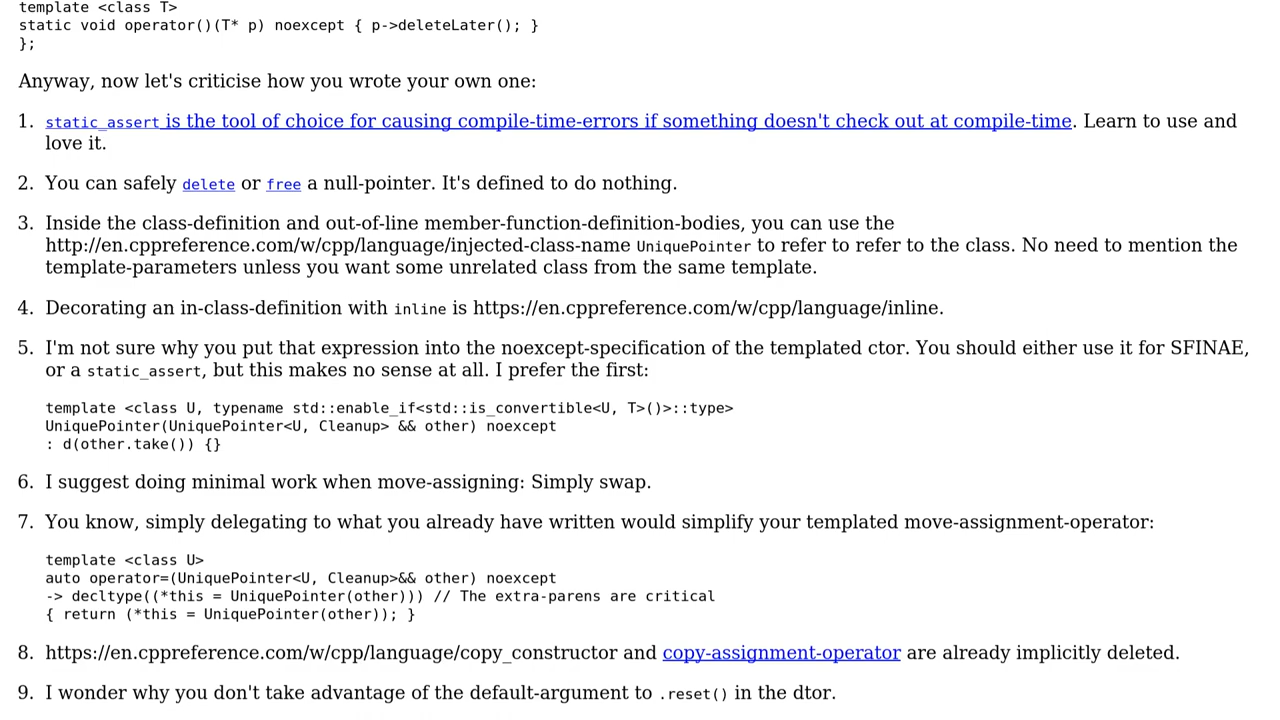 template <class T>
static void operator()(T* p) noexcept { p->deleteLater(); }
};
Anyway, now let's criticise how you wrote your own one:
1. static_assert is the tool of choice for causing compile-time-errors if something doesn't check out at compile-time. Learn to use and
love it.
2. You can safely delete or free a null-pointer. It's defined to do nothing.
3. Inside the class-definition and out-of-line member-function-definition-bodies, you can use the
http://en.cppreference.com/w/cpp/language/injected-class-name UniquePointer to refer to refer to the class. No need to mention the
template-parameters unless you want some unrelated class from the same template.
4. Decorating an in-class-definition with inline is https://en.cppreference.com/w/cpp/language/inline.
5. I'm not sure why you put that expression into the noexcept-specification of the templated ctor. You should either use it for SFINAE,
or a static_assert, but this makes no sense at all. I prefer the first:
template <class U, typename std::enable_if<std::is_convertible<U, T>()>::type>
UniquePointer(UniquePointer<U, Cleanup> && other) noexcept
: d(other.take()) {}
6. I suggest doing minimal work when move-assigning: Simply swap.
7. You know, simply delegating to what you already have written would simplify your templated move-assignment-operator:
template <class U>
auto operator=(UniquePointer<U, Cleanup>&& other) noexcept
-> decltype((*this = UniquePointer(other))) // The extra-parens are critical
{ return (*this = UniquePointer(other)); }
8. https://en.cppreference.com/w/cpp/language/copy_constructor and copy-assignment-operator are already implicitly deleted.
9. I wonder why you don't take advantage of the default-argument to .reset() in the dtor.